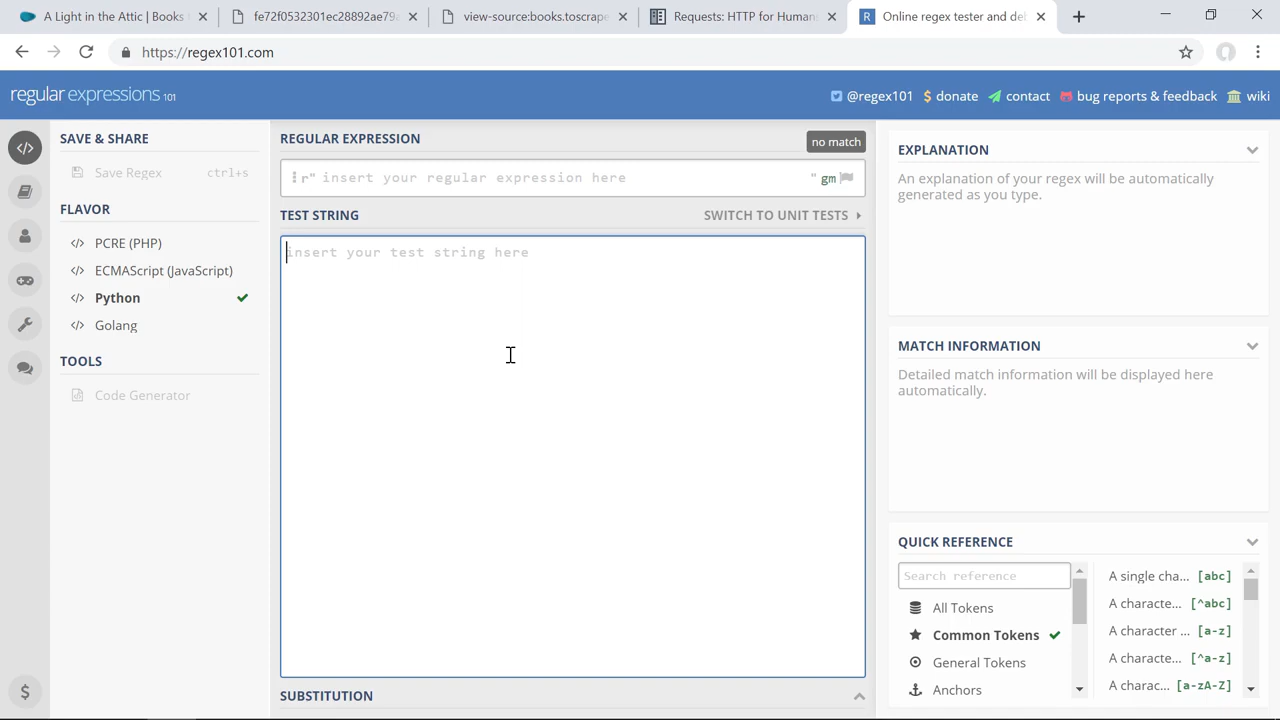 A Light in the Attic | Books t
fe72f0532301ec28892ae79
view-source:books.toscrap
Requests: HTTP for Human
Online regex tester and deb
https://regex101.com
regular expressions 101
@regex101
donate
contact
bug reports & feedback
wiki
SAVE & SHARE
Save Regex ctrl+s
FLAVOR
PCRE (PHP)
ECMAScript (JavaScript)
Python
Golang
TOOLS
Code Generator
REGULAR EXPRESSION
no match
r" insert your regular expression here " gm
TEST STRING
SWITCH TO UNIT TESTS
insert your test string here
SUBSTITUTION
EXPLANATION
An explanation of your regex will be automatically
generated as you type.
MATCH INFORMATION
Detailed match information will be displayed here
automatically.
QUICK REFERENCE
Search reference
All Tokens
Common Tokens
General Tokens
Anchors
A single cha... [abc]
A characte... [^abc]
A character ... [a-z]
A characte... [^a-z]
A charac... [a-zA-Z]